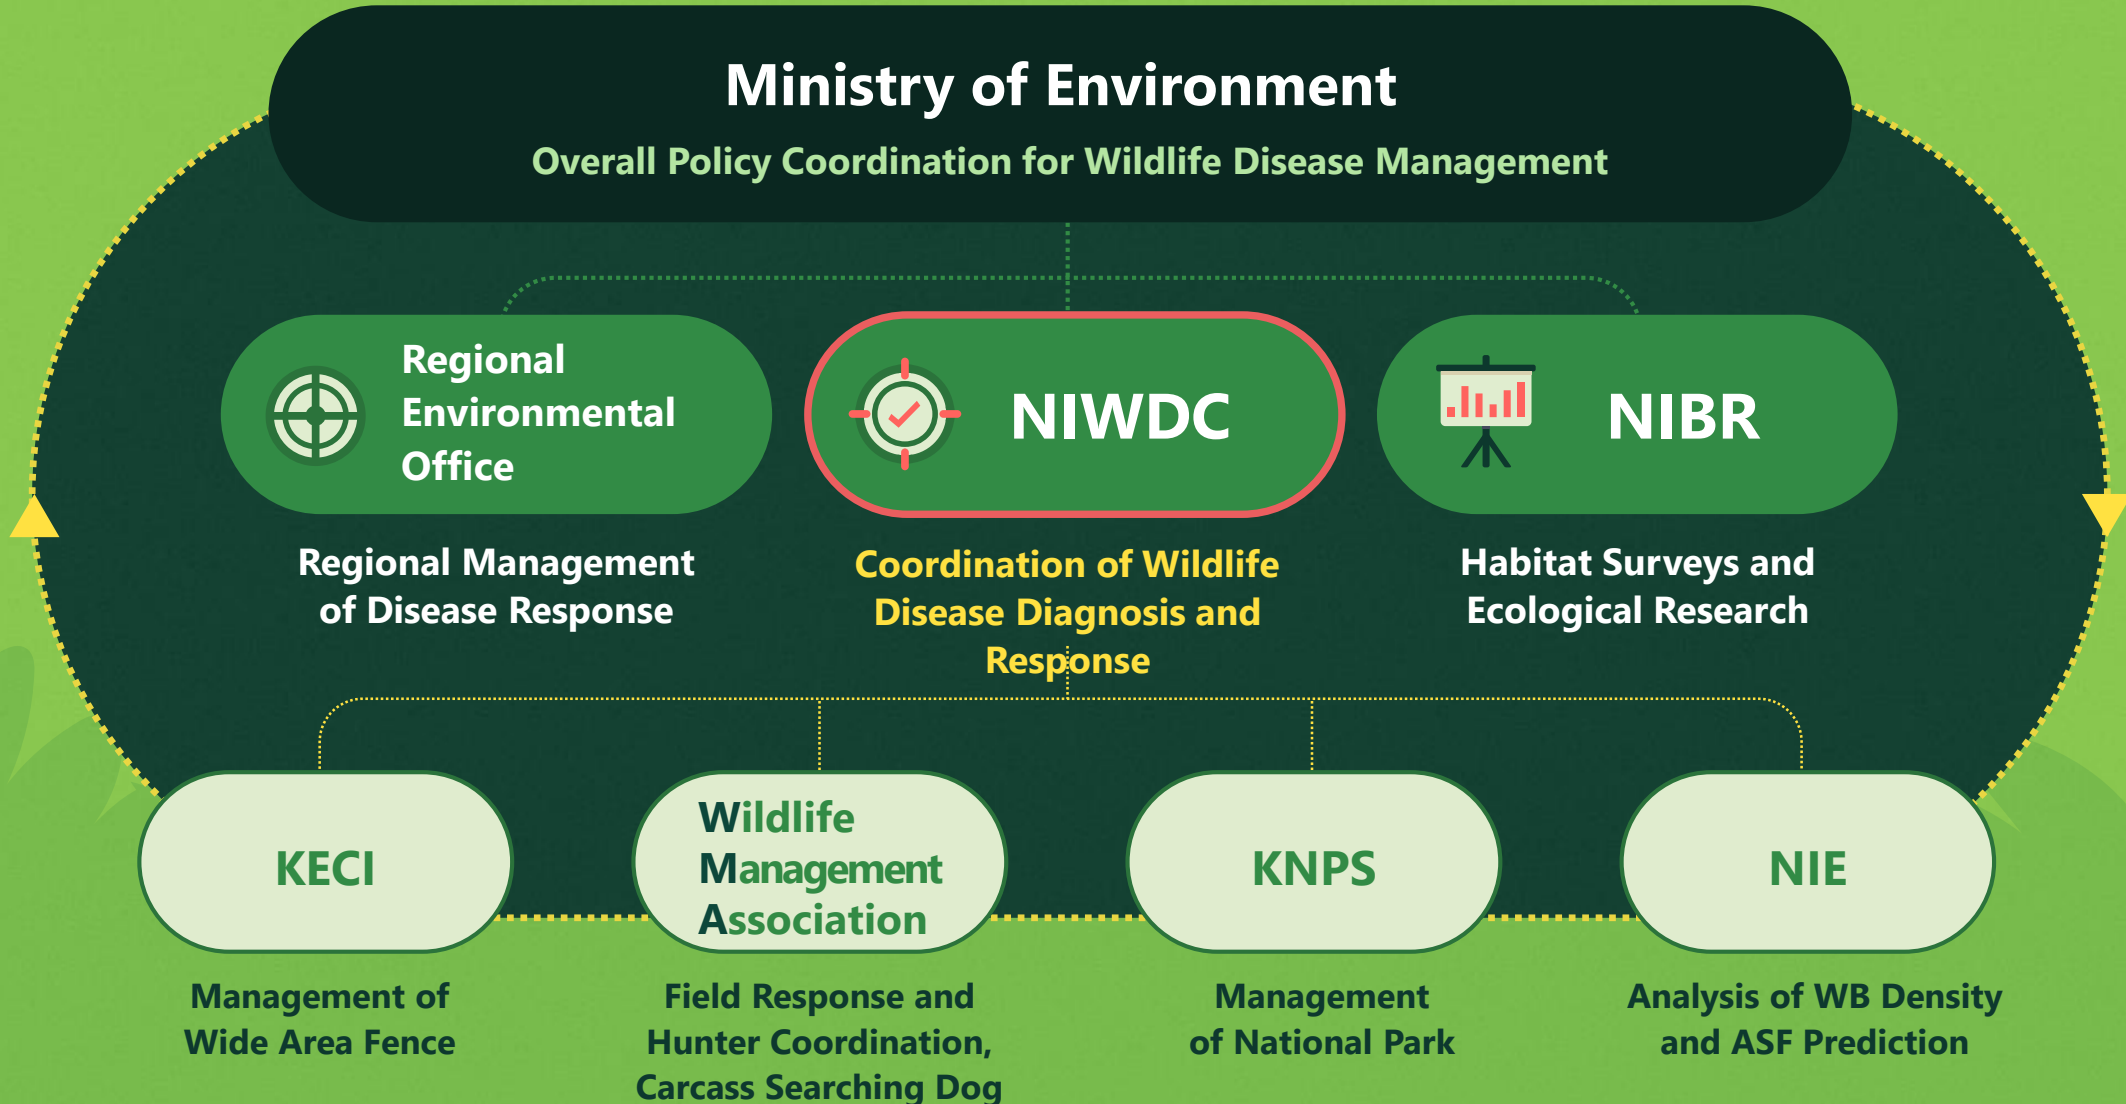 Ministry of Environment
Overall Policy Coordination for Wildlife Disease Management
Regional
Environmental
Office
NIWDC
NIBR
Regional Management
of Disease Response
Coordination of Wildlife
Disease Diagnosis and
Response
Habitat Surveys and
Ecological Research
KECI
Wildlife
Management
Association
KNPS
NIE
Management of
Wide Area Fence
Field Response and
Hunter Coordination,
Carcass Searching Dog
Management
of National Park
Analysis of WB Density
and ASF Prediction